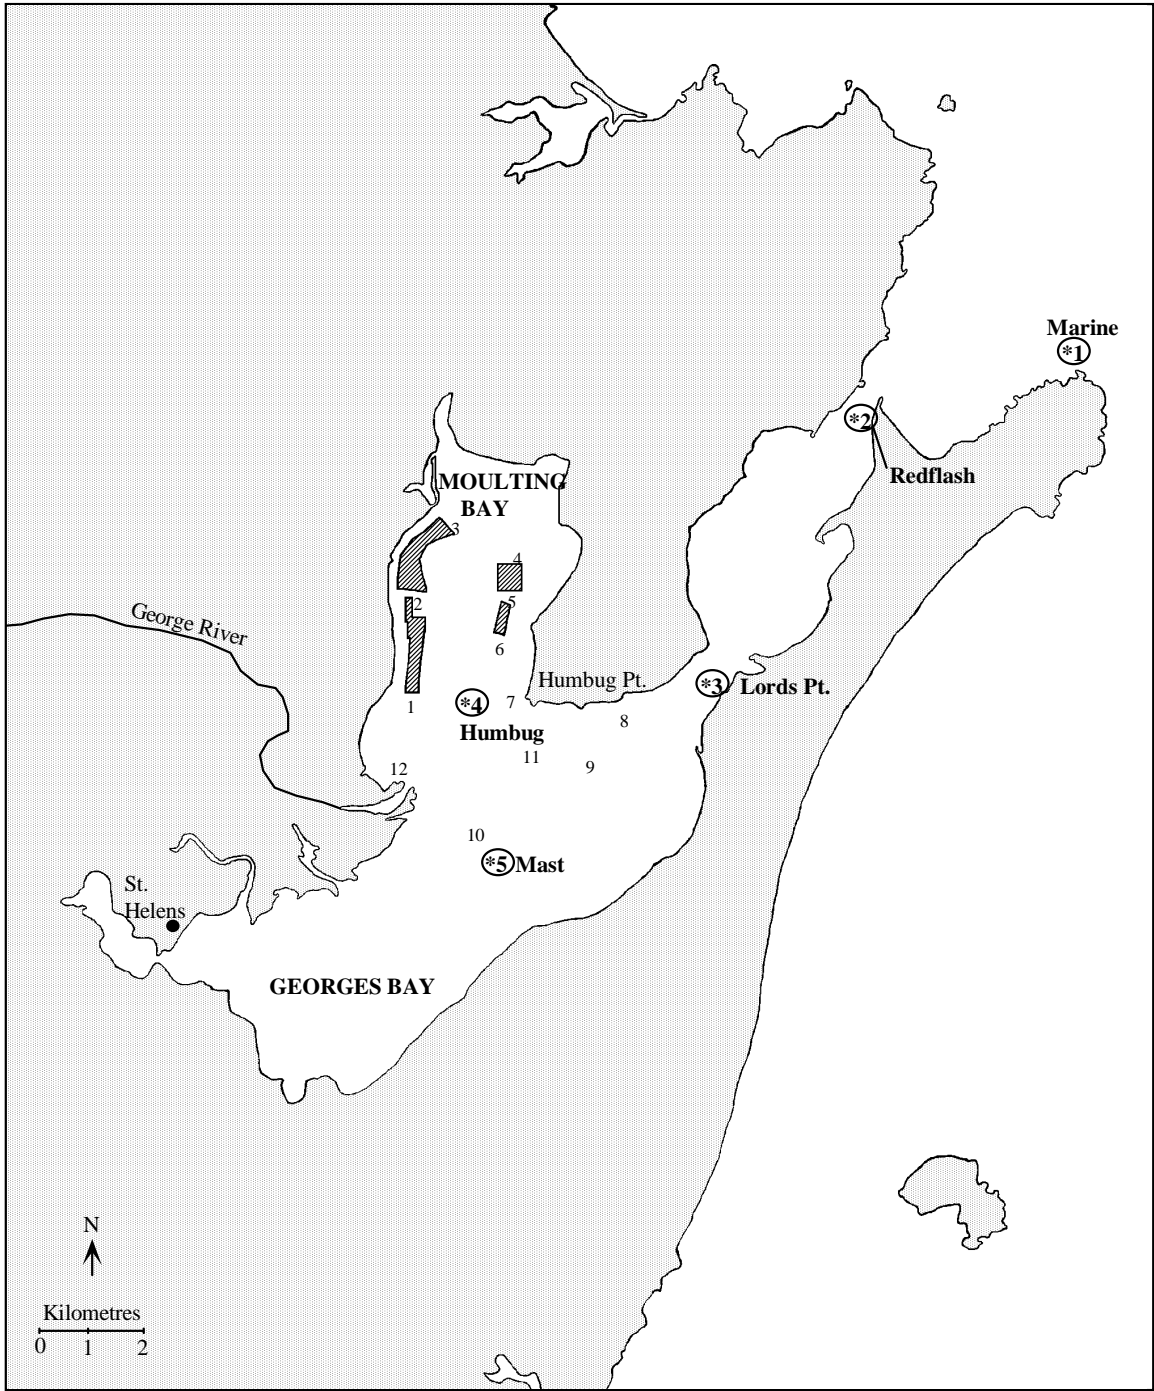 Marine
*1
*2
Redflash
MOULTING
BAY
3
4
2
5
George River
6
Humbug Pt.
*3
Lords Pt.
*4
7
1
8
Humbug
11
9
12
10
*5 Mast
St.
Helens
GEORGES BAY
N
Kilometres
0 1 2